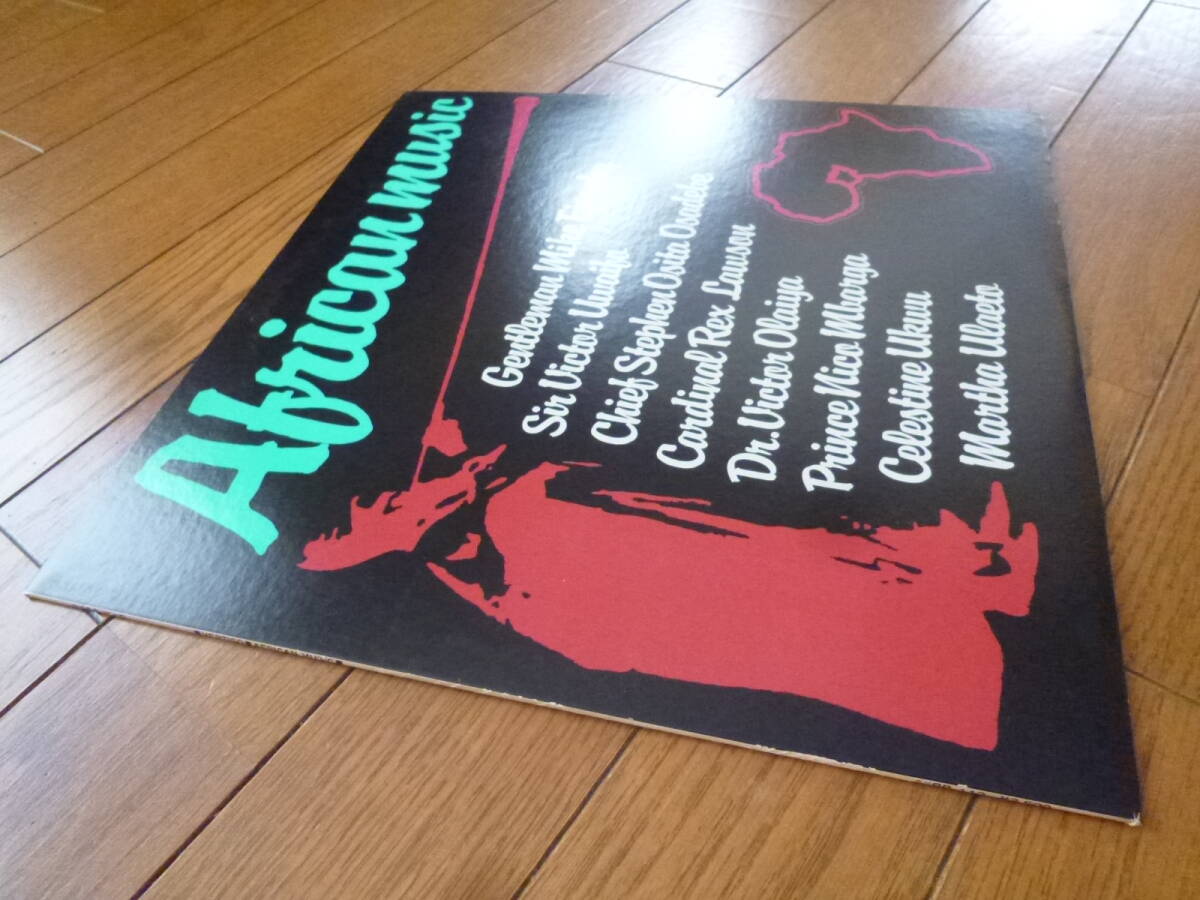 African music
Gentleman Mike
Sir Victor Uwaifo
Chief Stephen Osita Osadebe
Cardinal Rex Lawson
Dr. Victor Olaiya
Prince Nico Mbarga
Celestine Ukwu
Martha Ulaeto